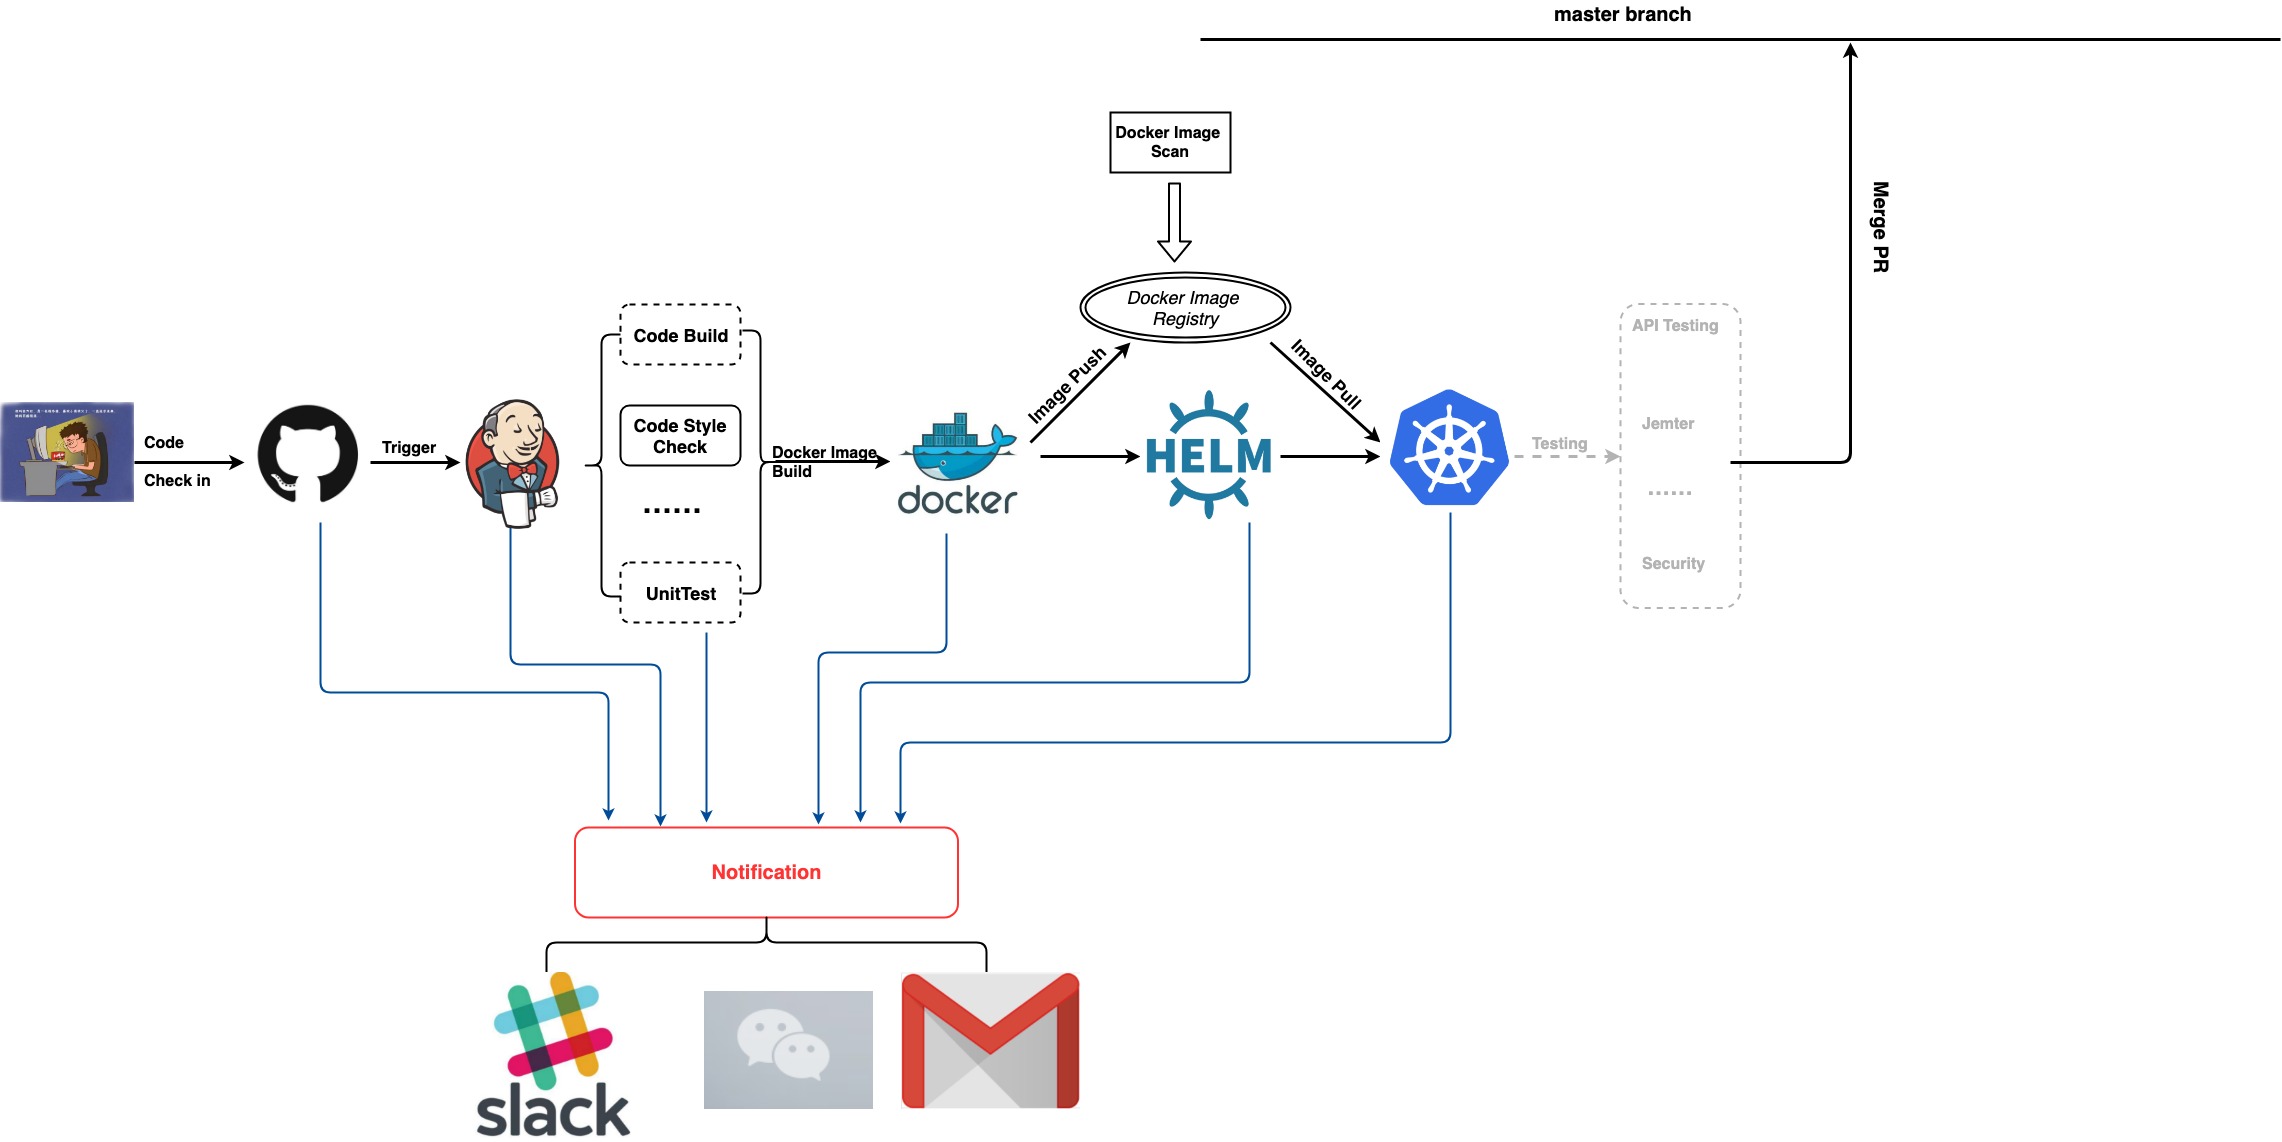 master branch
Docker Image
Scan
Merge PR
Docker Image
Registry
Image Push
Image Pull
Code
Check in
Trigger
Code Build
Code Style
Check
......
UnitTest
Docker Image
Build
docker
HELM
Testing
API Testing
Jemter
......
Security
Notification
slack